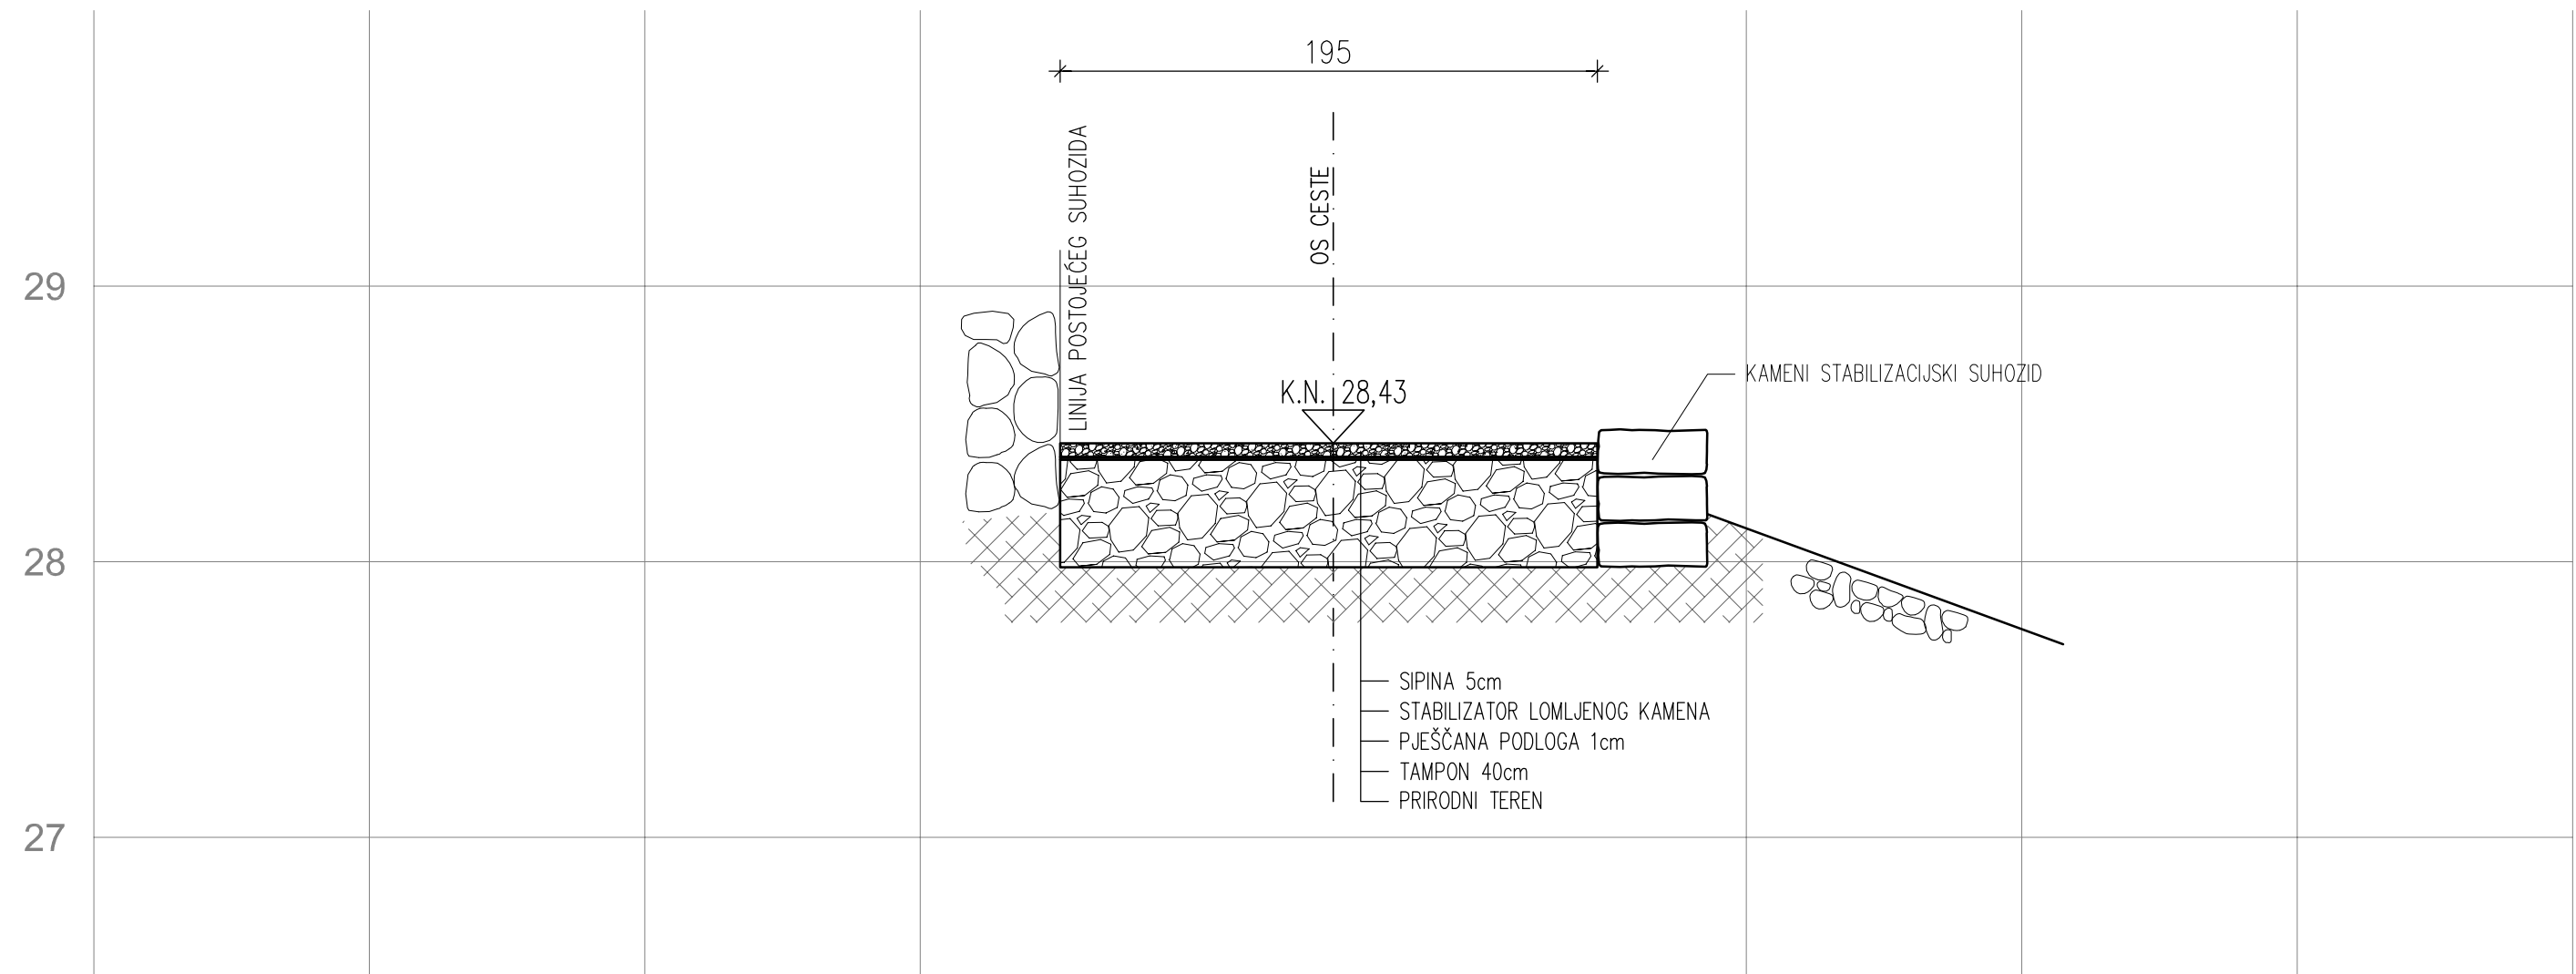 195
LINIJA POSTOJEĆEG SUHOZIDA
OS CESTE
29
KAMENI STABILIZACIJSKI SUHOZID
K.N. 28,43
28
SIPINA 5cm
STABILIZATOR LOMLJENOG KAMENA
PJEŠČANA PODLOGA 1cm
TAMPON 40cm
PRIRODNI TEREN
27